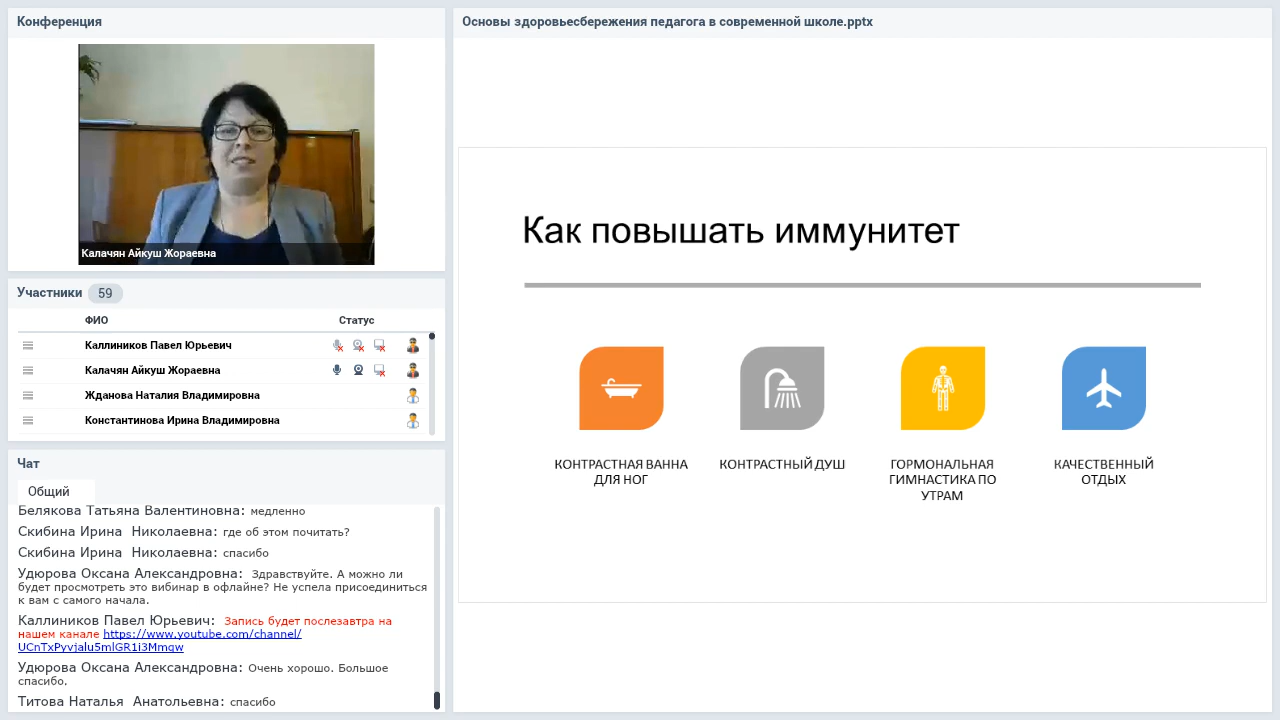 Конференция
Калачян Айкуш Жораевна
Участники 59
ФИО Статус
Каллиников Павел Юрьевич
Калачян Айкуш Жораевна
Жданова Наталия Владимировна
Константинова Ирина Владимировна
Чат
Общий
Белякова Татьяна Валентиновна: медленно
Скибина Ирина Николаевна: где об этом почитать?
Скибина Ирина Николаевна: спасибо
Удюрова Оксана Александровна: Здравствуйте. А можно ли
будет просмотреть это вибинар в офлайне? Не успела присоединиться
к вам с самого начала.
Каллиников Павел Юрьевич: Запись будет послезавтра на
нашем канале https://www.youtube.com/channel/
UCnTxPyvjalu5mlGR1i3Mmqw
Удюрова Оксана Александровна: Очень хорошо. Большое
спасибо.
Титова Наталья Анатольевна: спасибо
Основы здоровьесбережения педагога в современной школе.pptx
Как повышать иммунитет
КОНТРАСТНАЯ ВАННА
ДЛЯ НОГ
КОНТРАСТНЫЙ ДУШ
ГОРМОНАЛЬНАЯ
ГИМНАСТИКА ПО
УТРАМ
КАЧЕСТВЕННЫЙ
ОТДЫХ